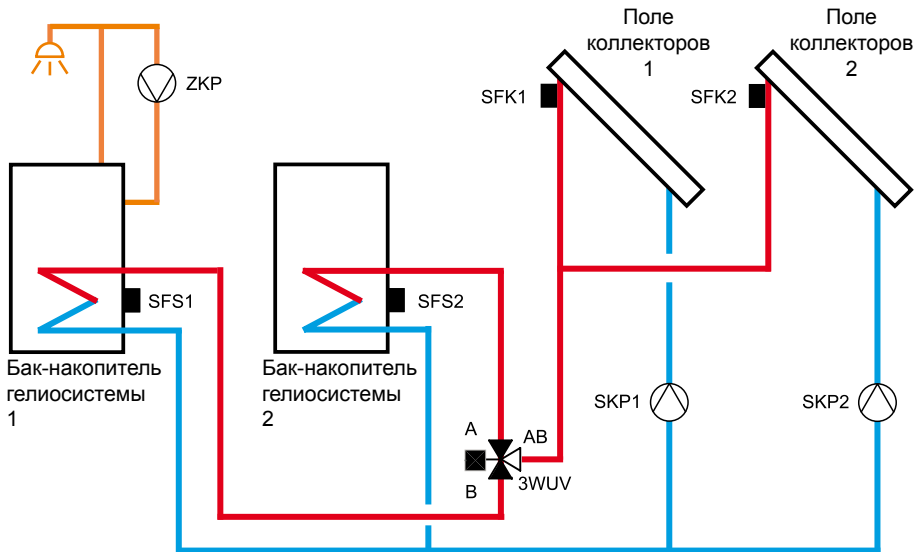 Поле
коллекторов
1
Поле
коллекторов
2
ZKP
SFK1
SFK2
SFS1
SFS2
Бак-накопитель
гелиосистемы
1
Бак-накопитель
гелиосистемы
2
SKP1
SKP2
A
AB
B
3WUV